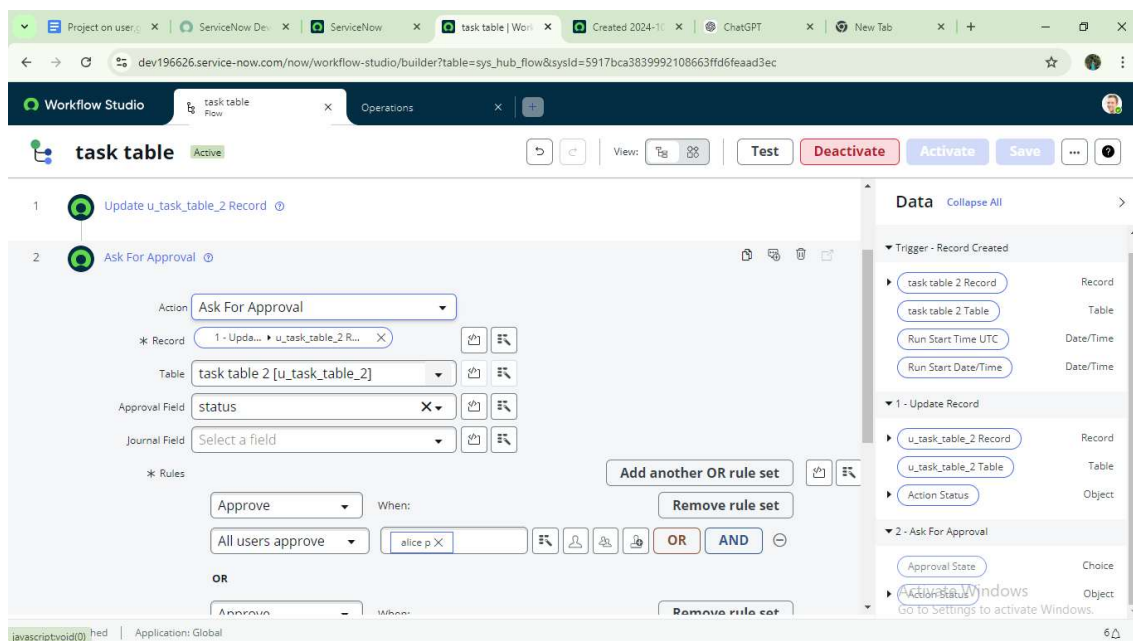 Project on user
ServiceNow Dev
ServiceNow
task table | Work
Created 2024-10
ChatGPT
New Tab
dev196626.service-now.com/now/workflow-studio/builder?table=sys_hub_flow&sysId=5917bca3839992108663ffd6feaad3ec
Workflow Studio
task table
Flow
Operations
task table
Active
View:
Test
Deactivate
Activate
Save
1
Update u_task_table_2 Record
2
Ask For Approval
Action
Ask For Approval
* Record
1 - Upda... ▸ u_task_table_2 R...
Table
task table 2 [u_task_table_2]
Approval Field
status
Journal Field
Select a field
* Rules
Add another OR rule set
Approve
When:
Remove rule set
All users approve
alice p
OR
AND
OR
Approve
When:
Remove rule set
Data
Collapse All
Trigger - Record Created
task table 2 Record
Record
task table 2 Table
Table
Run Start Time UTC
Date/Time
Run Start Date/Time
Date/Time
1 - Update Record
u_task_table_2 Record
Record
u_task_table_2 Table
Table
Action Status
Object
2 - Ask For Approval
Approval State
Choice
Action Status
Object
Activate Windows
Go to Settings to activate Windows.
javascript:void(0)
hed
Application: Global
6